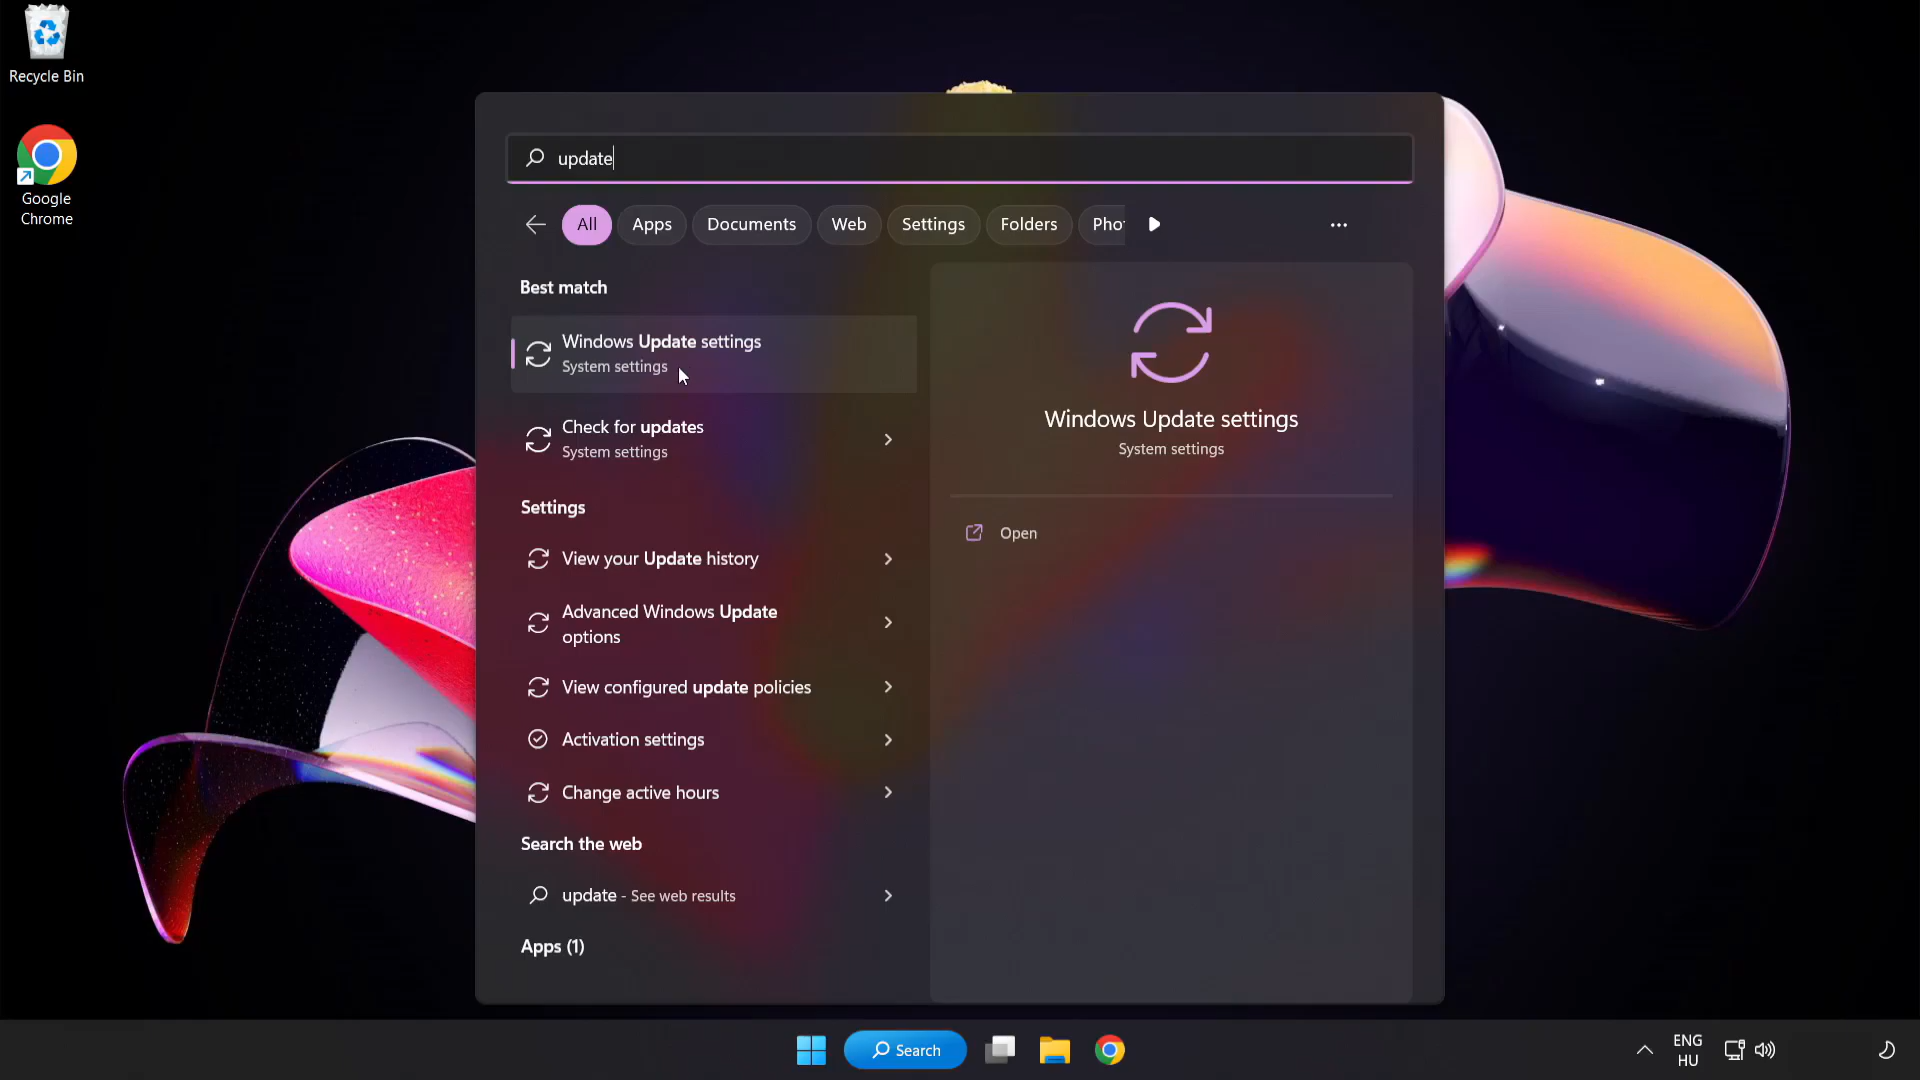 Recycle Bin
Google
Chrome
update
All
Apps
Documents
Web
Settings
Folders
Pho
Best match
Windows Update settings
System settings
Check for updates
System settings
Settings
View your Update history
Advanced Windows Update
options
View configured update policies
Activation settings
Change active hours
Search the web
update - See web results
Apps (1)
Windows Update settings
System settings
Open
Search
ENG
HU